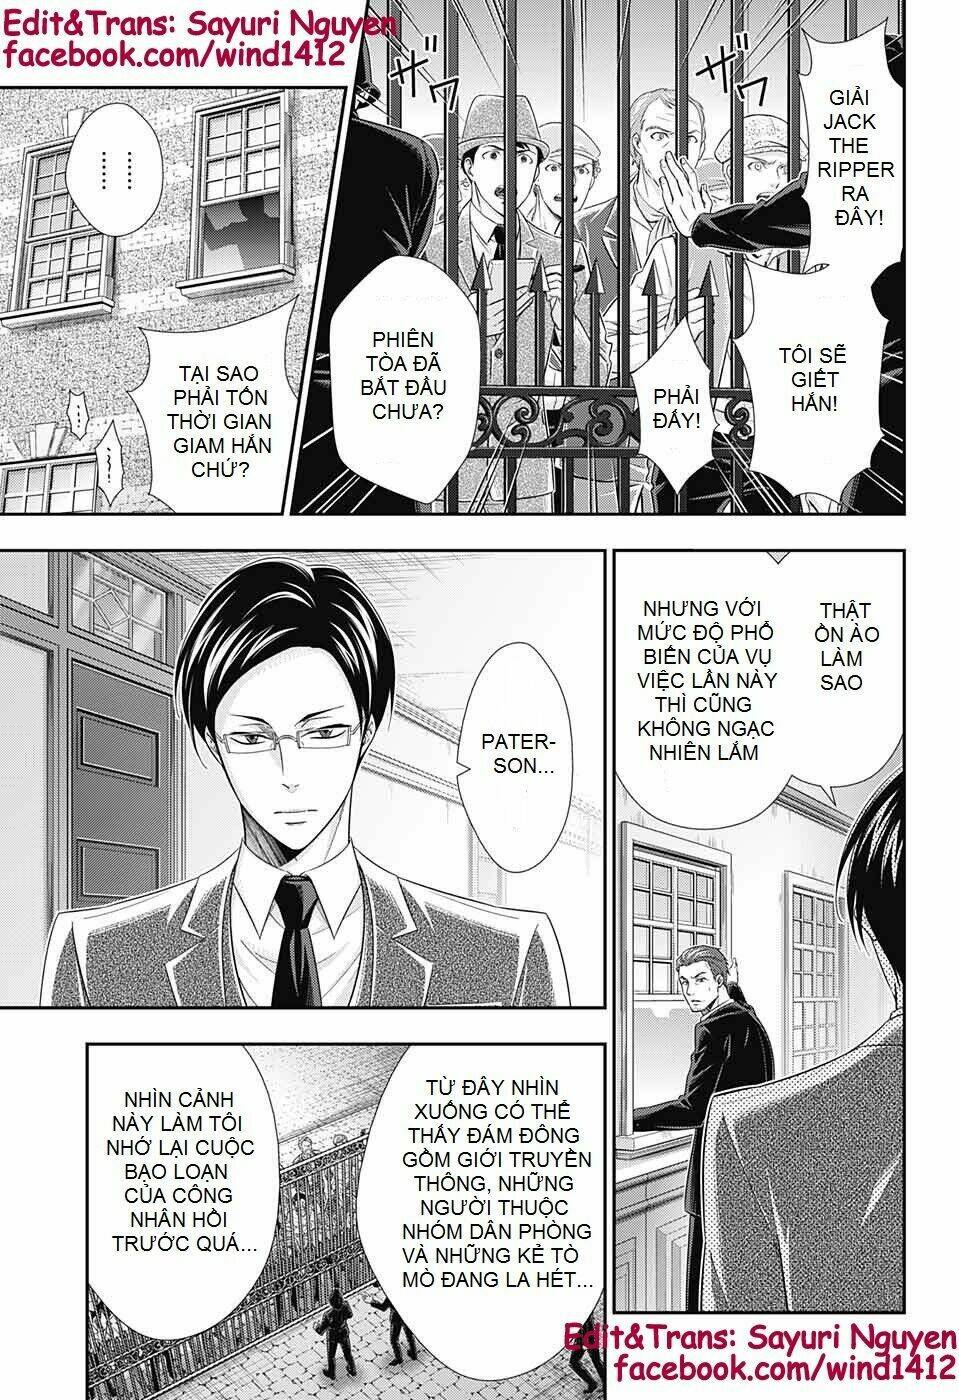 Edit&Trans: Sayuri Nguyen
facebook.com/wind1412
ザワ
ザワ
GIẢI
JACK
THE
RIPPER
RA
ĐÂY!
TÔI SẼ
GIẾT
HẮN!
PHẢI
ĐẤY!
PHIÊN
TÒA ĐÃ
BẮT ĐẦU
CHƯA?
TẠI SAO
PHẢI TỐN
THỜI GIAN
GIAM HẮN
CHỨ?
THẬT
ỒN ÀO
LÀM
SAO
NHƯNG VỚI
MỨC ĐỘ PHỔ
BIẾN CỦA VỤ
VIỆC LẦN NÀY
THÌ CŨNG
KHÔNG NGẠC
NHIÊN LẮM
PATER-
SON...
TỪ ĐÂY NHÌN
XUỐNG CÓ THỂ
THẤY ĐÁM ĐÔNG
GỒM GIỚI TRUYỀN
THÔNG, NHỮNG
NGƯỜI THUỘC
NHÓM DÂN PHÒNG
VÀ NHỮNG KẺ TÒ
MÒ ĐANG LA HÉT...
NHÌN CẢNH
NÀY LÀM TÔI
NHỚ LẠI CUỘC
BẠO LOẠN
CỦA CÔNG
NHÂN HỒI
TRƯỚC QUÁ...
Edit&Trans: Sayuri Nguyen
facebook.com/wind1412